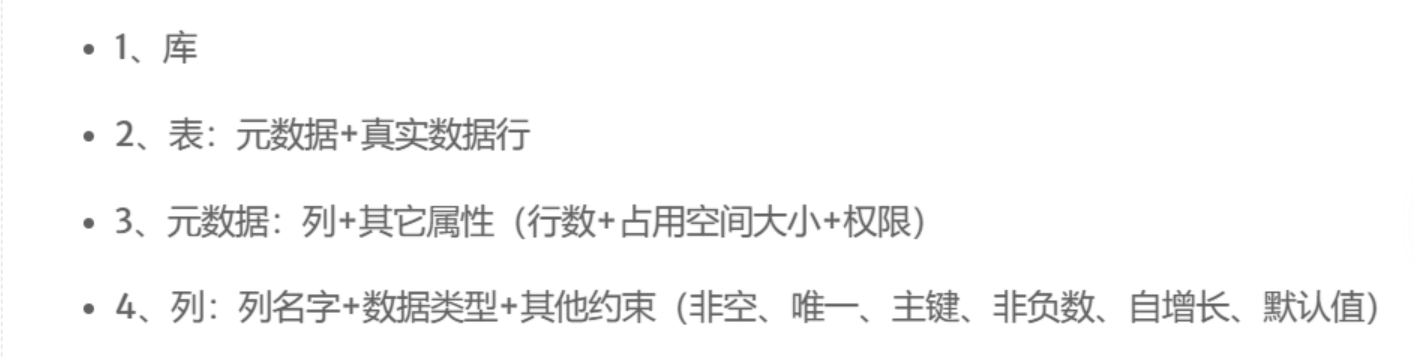 • 1、库
• 2、表：元数据+真实数据行
• 3、元数据：列+其它属性（行数+占用空间大小+权限）
• 4、列：列名字+数据类型+其他约束（非空、唯一、主键、非负数、自增长、默认值）